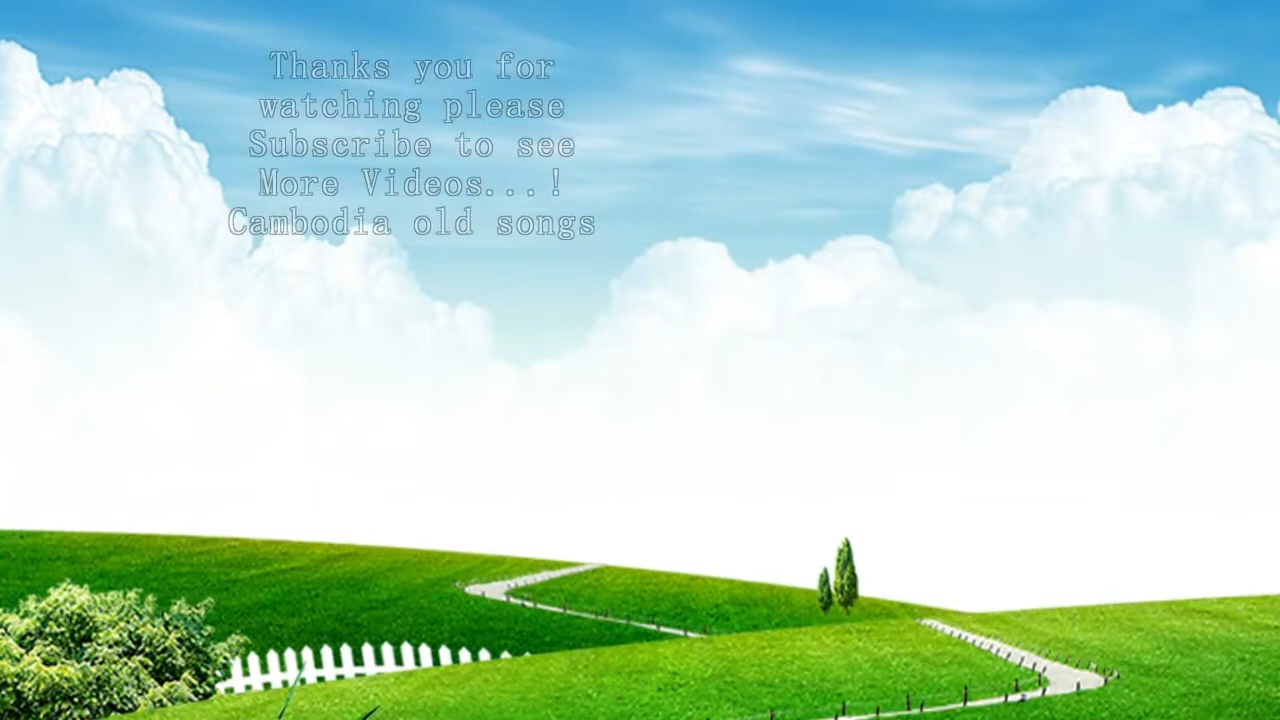 Thanks you for
watching please
Subscribe to see
More Videos...!
Cambodia old songs